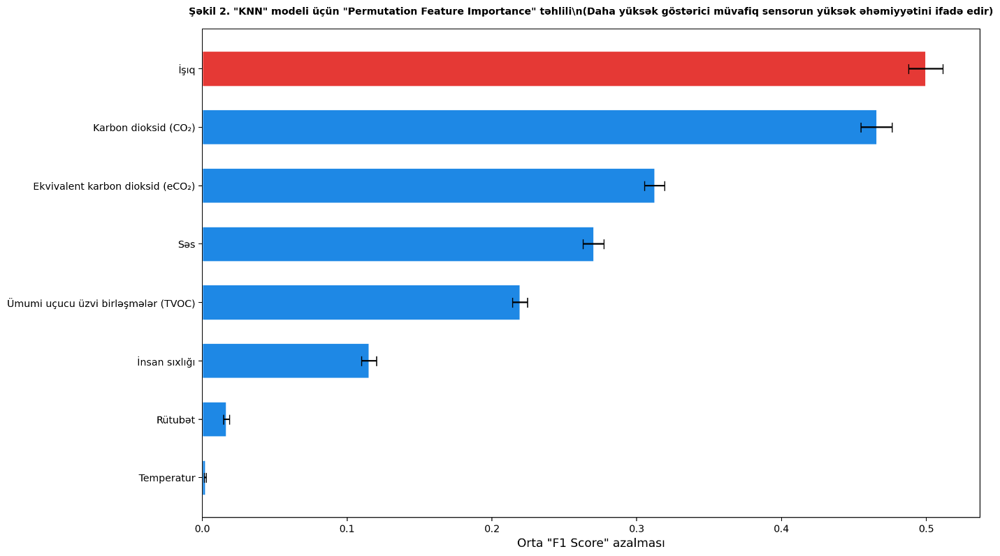 Şəkil 2. "KNN" modeli üçün "Permutation Feature Importance" təhlili\n(Daha yüksək göstərici müvafiq sensorun yüksək əhəmiyyətini ifadə edir)
İşıq
Karbon dioksid (CO₂)
Ekvivalent karbon dioksid (eCO₂)
Səs
Ümumi uçucu üzvi birləşmələr (TVOC)
İnsan sıxlığı
Rütubət
Temperatur
0.0 0.1 0.2 0.3 0.4 0.5
Orta "F1 Score" azalması